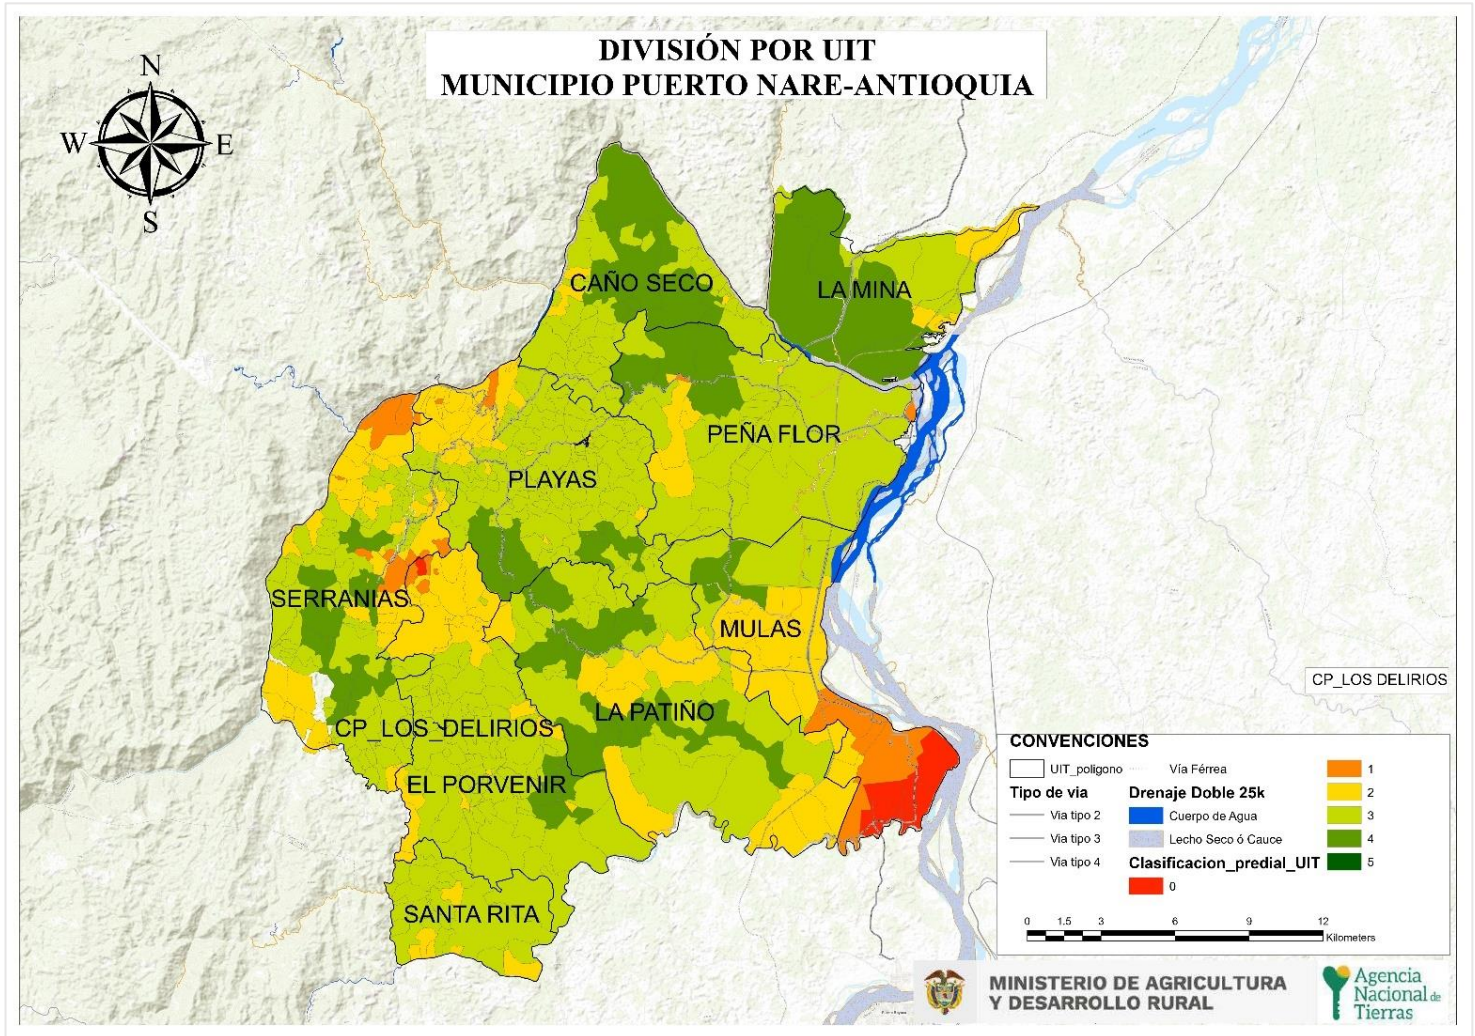 DIVISIÓN POR UIT
MUNICIPIO PUERTO NARE-ANTIOQUIA
N
W
E
S
CAÑO SECO
LA MINA
PEÑA FLOR
PLAYAS
SERRANIAS
MULAS
LA PATIÑO
CP_LOS_DELIRIOS
EL PORVENIR
SANTA RITA
CP_LOS DELIRIOS
CONVENCIONES
UIT_poligono
Tipo de via
Via tipo 2
Via tipo 3
Via tipo 4
Vía Férrea
Drenaje Doble 25k
Cuerpo de Agua
Lecho Seco ó Cauce
Clasificacion_predial_UIT
0
1
2
3
4
5
0 1.5 3 6 9 12
Kilometers
MINISTERIO DE AGRICULTURA
Y DESARROLLO RURAL
Agencia
Nacional de
Tierras